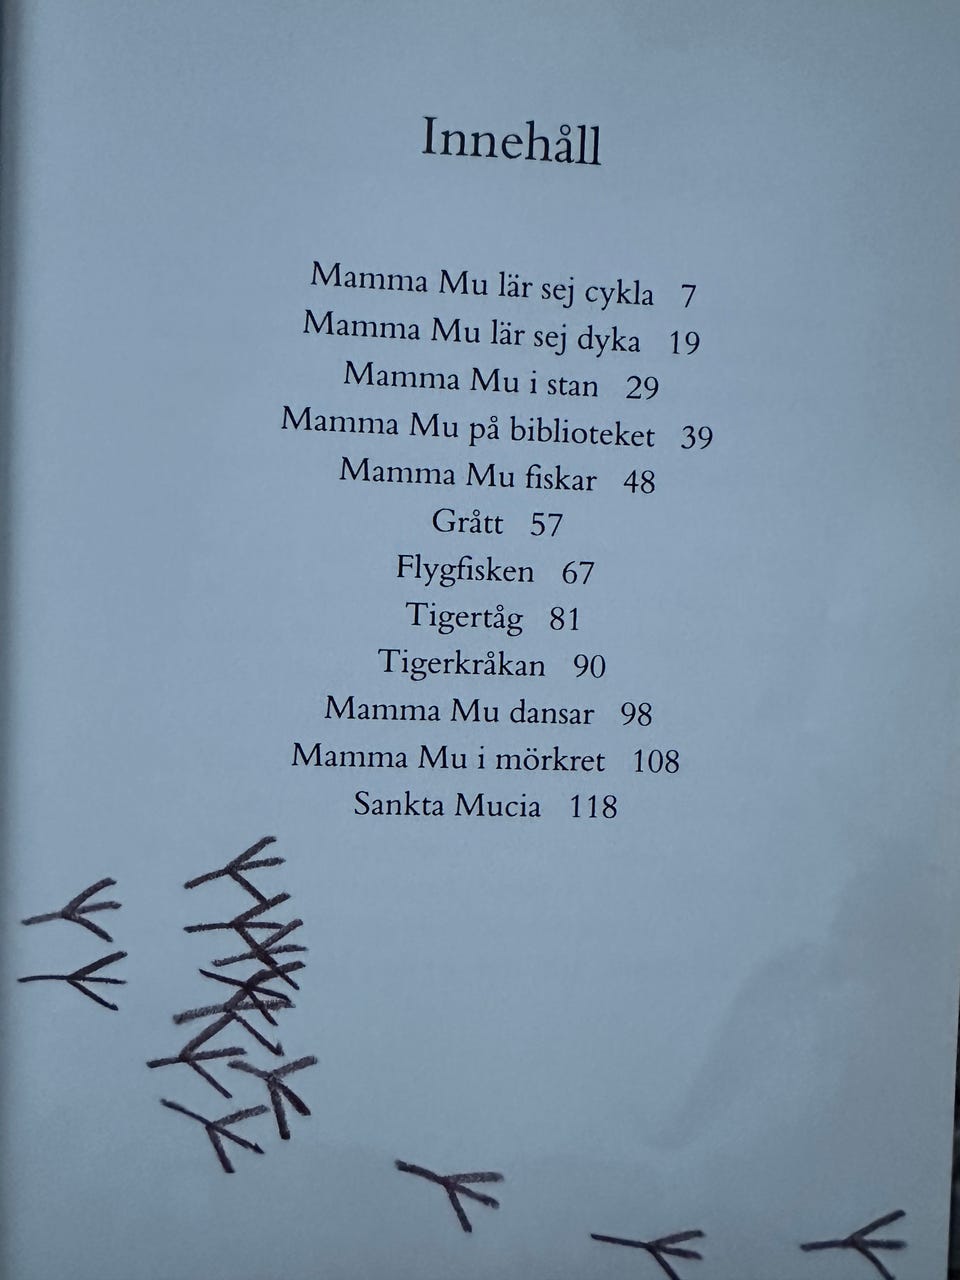 Innehåll
Mamma Mu lär sej cykla 7
Mamma Mu lär sej dyka 19
Mamma Mu i stan 29
Mamma Mu på biblioteket 39
Mamma Mu fiskar 48
Grått 57
Flygfisken 67
Tigertåg 81
Tigerkråkan 90
Mamma Mu dansar 98
Mamma Mu i mörkret 108
Sankta Mucia 118